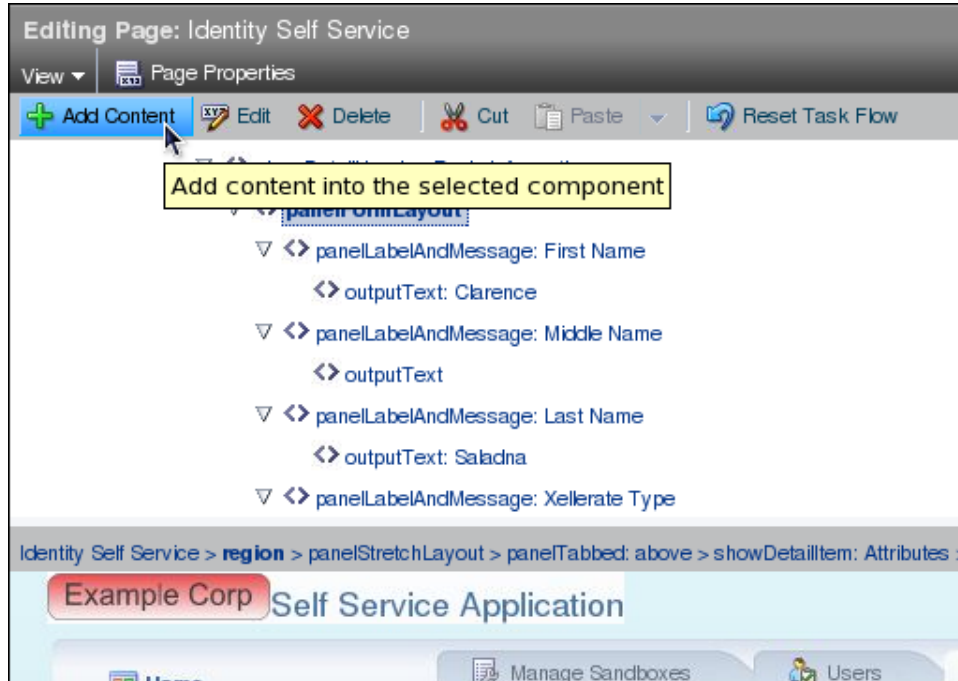 Editing Page: Identity Self Service
View Page Properties
Add Content Edit Delete Cut Paste Reset Task Flow
Add content into the selected component
panelFormLayout
panelLabelAndMessage: First Name
outputText: Clarence
panelLabelAndMessage: Middle Name
outputText
panelLabelAndMessage: Last Name
outputText: Saladna
panelLabelAndMessage: Xellerate Type
Identity Self Service > region > panelStretchLayout > panelTabbed: above > showDetailItem: Attributes
Example Corp Self Service Application
Home Manage Sandboxes Users